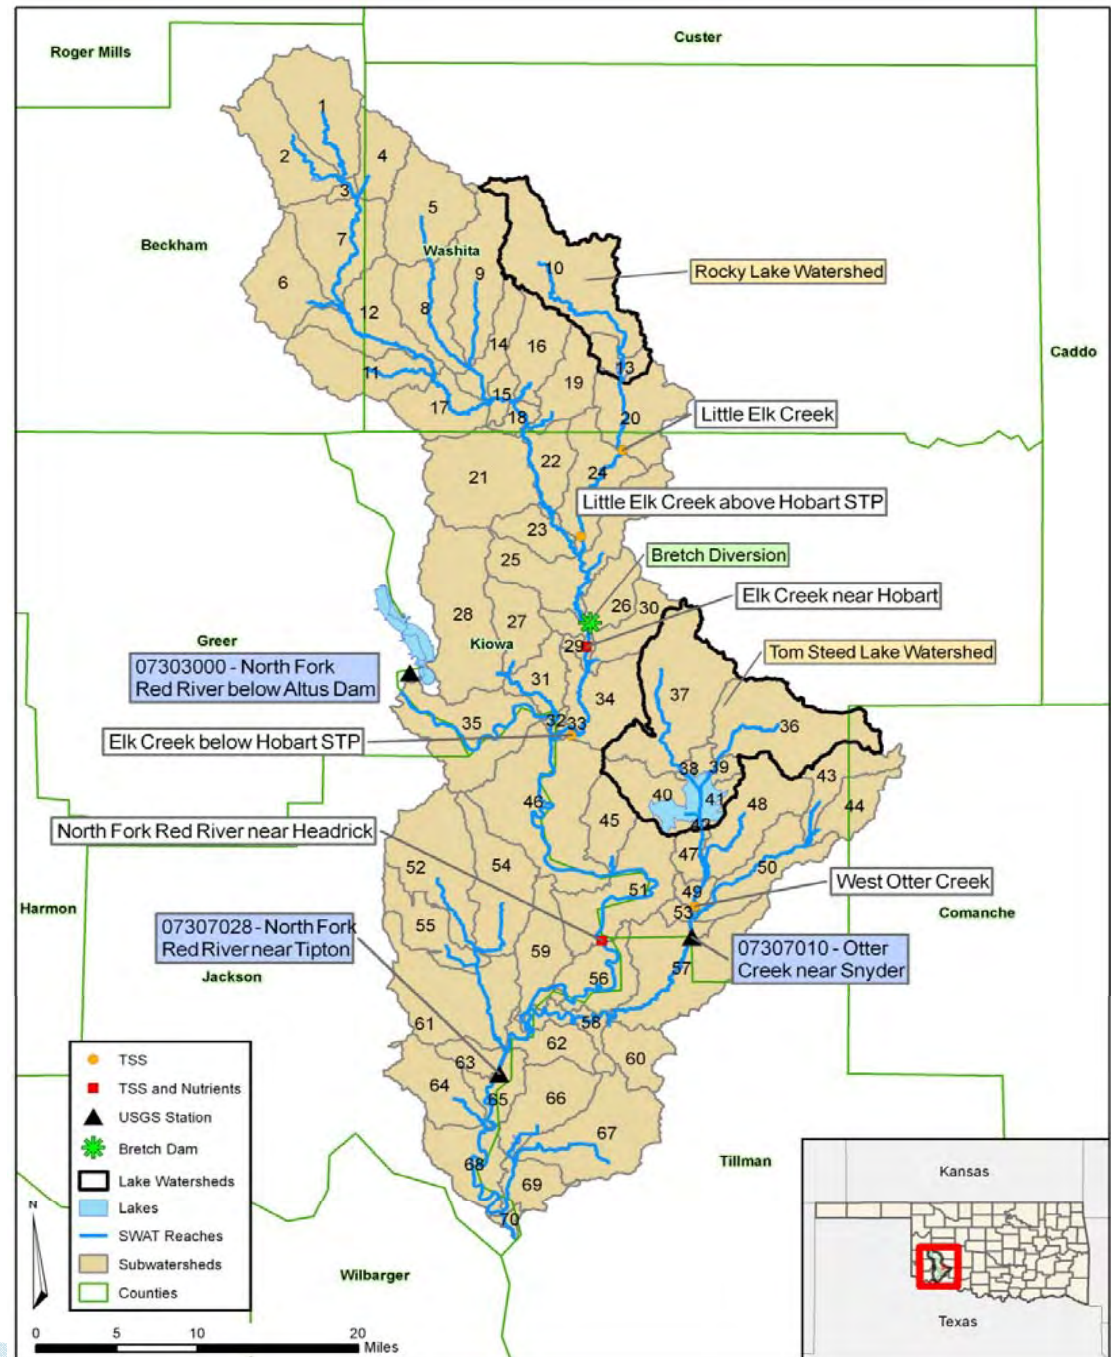 Custer
Roger Mills
1
2
4
3
5
7
Beckham
Washita
10
9
Rocky Lake Watershed
6
12
8
14
16
Caddo
11
13
19
15
17
18
20
Little Elk Creek
22
24
21
Little Elk Creek above Hobart STP
23
25
Bretch Diversion
26
30
Elk Creek near Hobart
28
27
Greer
Kiowa
29
Tom Steed Lake Watershed
07303000 - North Fork
Red River below Altus Dam
31
34
37
35
32
33
36
Elk Creek below Hobart STP
38
39
43
40
41
46
48
44
45
North Fork Red River near Headrick
47
52
54
50
51
49
West Otter Creek
Harmon
53
Comanche
55
07307028 - North Fork
Red River near Tipton
59
07307010 - Otter
Creek near Snyder
Jackson
56
57
61
58
62
60
63
64
65
66
67
Tillman
68
69
70
Wilbarger
TSS
TSS and Nutrients
USGS Station
Bretch Dam
Lake Watersheds
Lakes
SWAT Reaches
Subwatersheds
Counties
N
0 5 10 20
Miles
Kansas
Texas